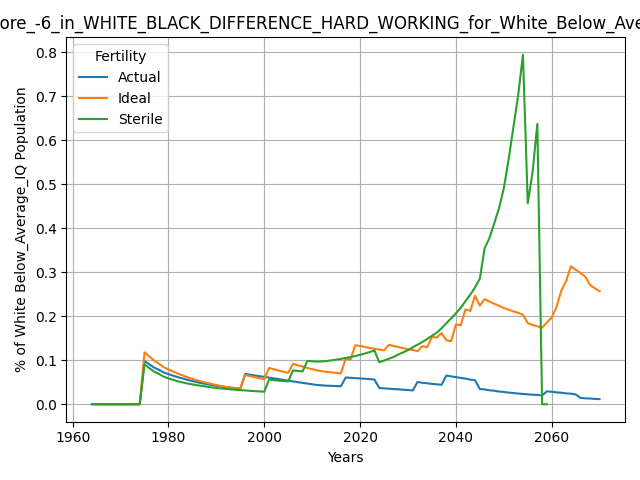 ore_-6_in_WHITE_BLACK_DIFFERENCE_HARD_WORKING_for_White_Below_Ave
Fertility
Actual
Ideal
Sterile
% of White Below_Average_IQ Population
0.8
0.7
0.6
0.5
0.4
0.3
0.2
0.1
0.0
1960
1980
2000
2020
2040
2060
Years